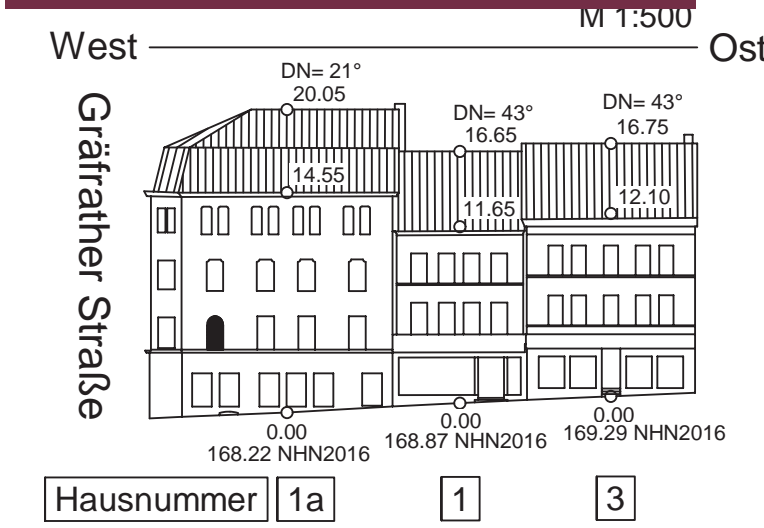 M 1:500
West
Ost
Gräfrather Straße
DN= 21°
20.05
DN= 43°
16.65
DN= 43°
16.75
14.55
11.65
12.10
0.00
168.22 NHN2016
0.00
168.87 NHN2016
0.00
169.29 NHN2016
Hausnummer 1a 1 3